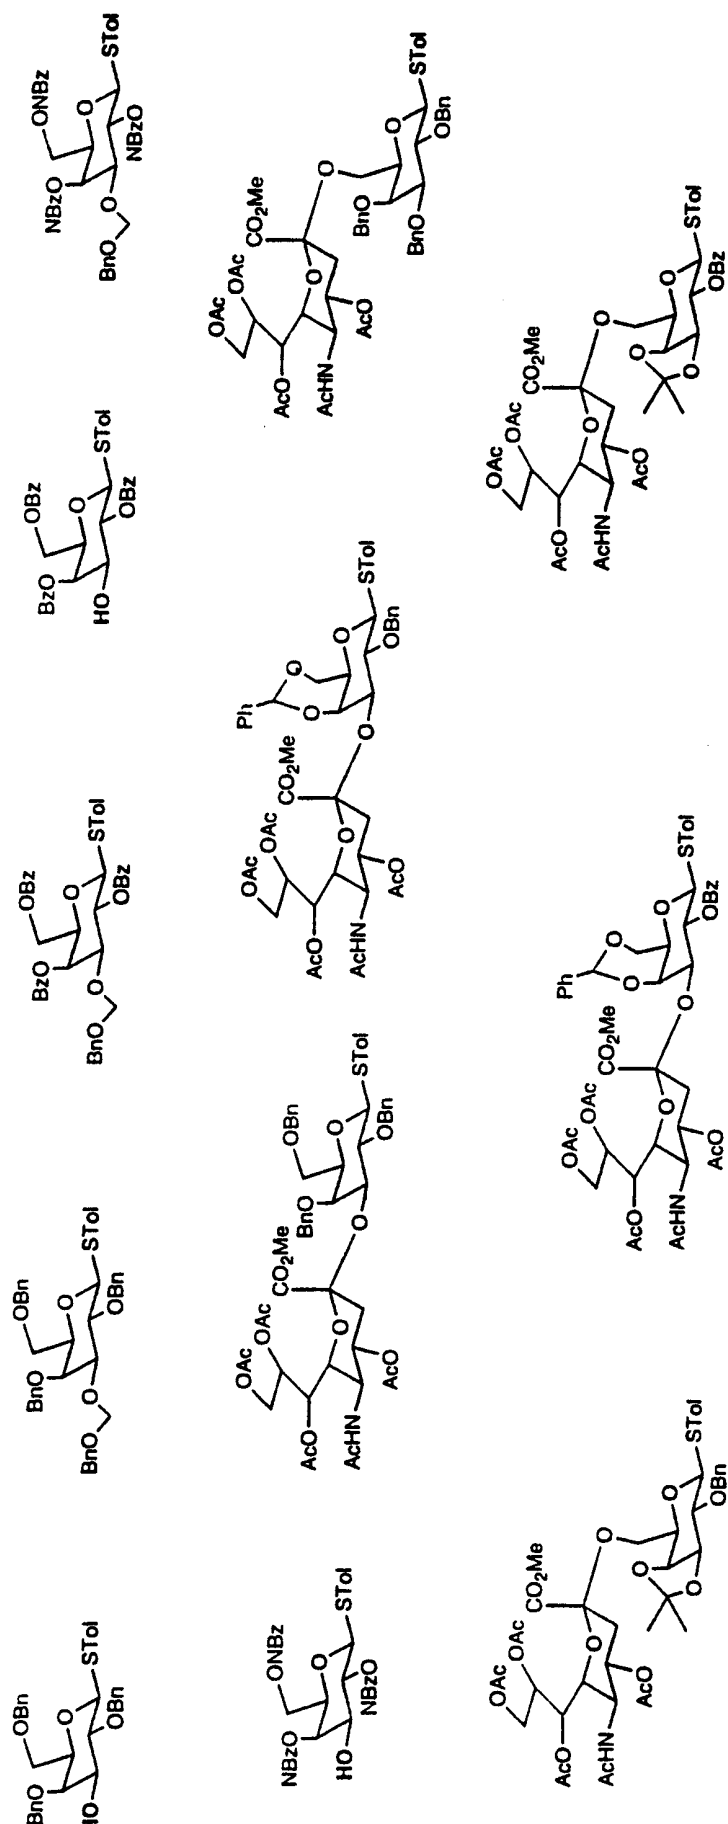 OBn
BnO
O
STol
HO
OBn
OBn
BnO
O
STol
BnO
O
OBn
OBz
BzO
O
STol
BnO
O
OBz
OBz
BzO
O
STol
HO
OBz
ONBz
NBzO
O
STol
BnO
O
NBzO
ONBz
NBzO
O
STol
HO
NBzO
OAc
OAc
CO₂Me
AcO
O
AcHN
AcO
O
BnO
OBn
O
STol
OBn
OAc
OAc
CO₂Me
AcO
O
AcHN
AcO
Ph
O
O
O
O
STol
OBn
OAc
OAc
CO₂Me
AcO
O
AcHN
AcO
O
BnO
O
STol
BnO
OBn
OAc
OAc
CO₂Me
AcO
O
AcHN
AcO
O
O
O
O
STol
OBn
OAc
OAc
CO₂Me
AcO
O
AcHN
AcO
Ph
O
O
O
O
STol
OBz
OAc
OAc
CO₂Me
AcO
O
AcHN
AcO
O
O
O
O
STol
OBz